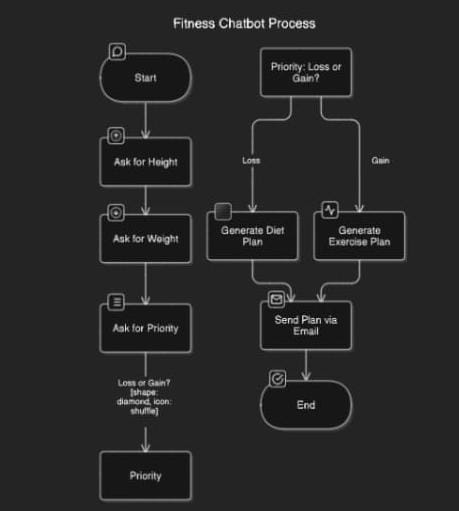 Fitness Chatbot Process
Start
Ask for Height
Ask for Weight
Ask for Priority
Loss or Gain?
[shape:
diamond, icon:
shuffle]
Priority
Priority: Loss or
Gain?
Loss
Gain
Generate Diet
Plan
Generate
Exercise Plan
Send Plan via
Email
End